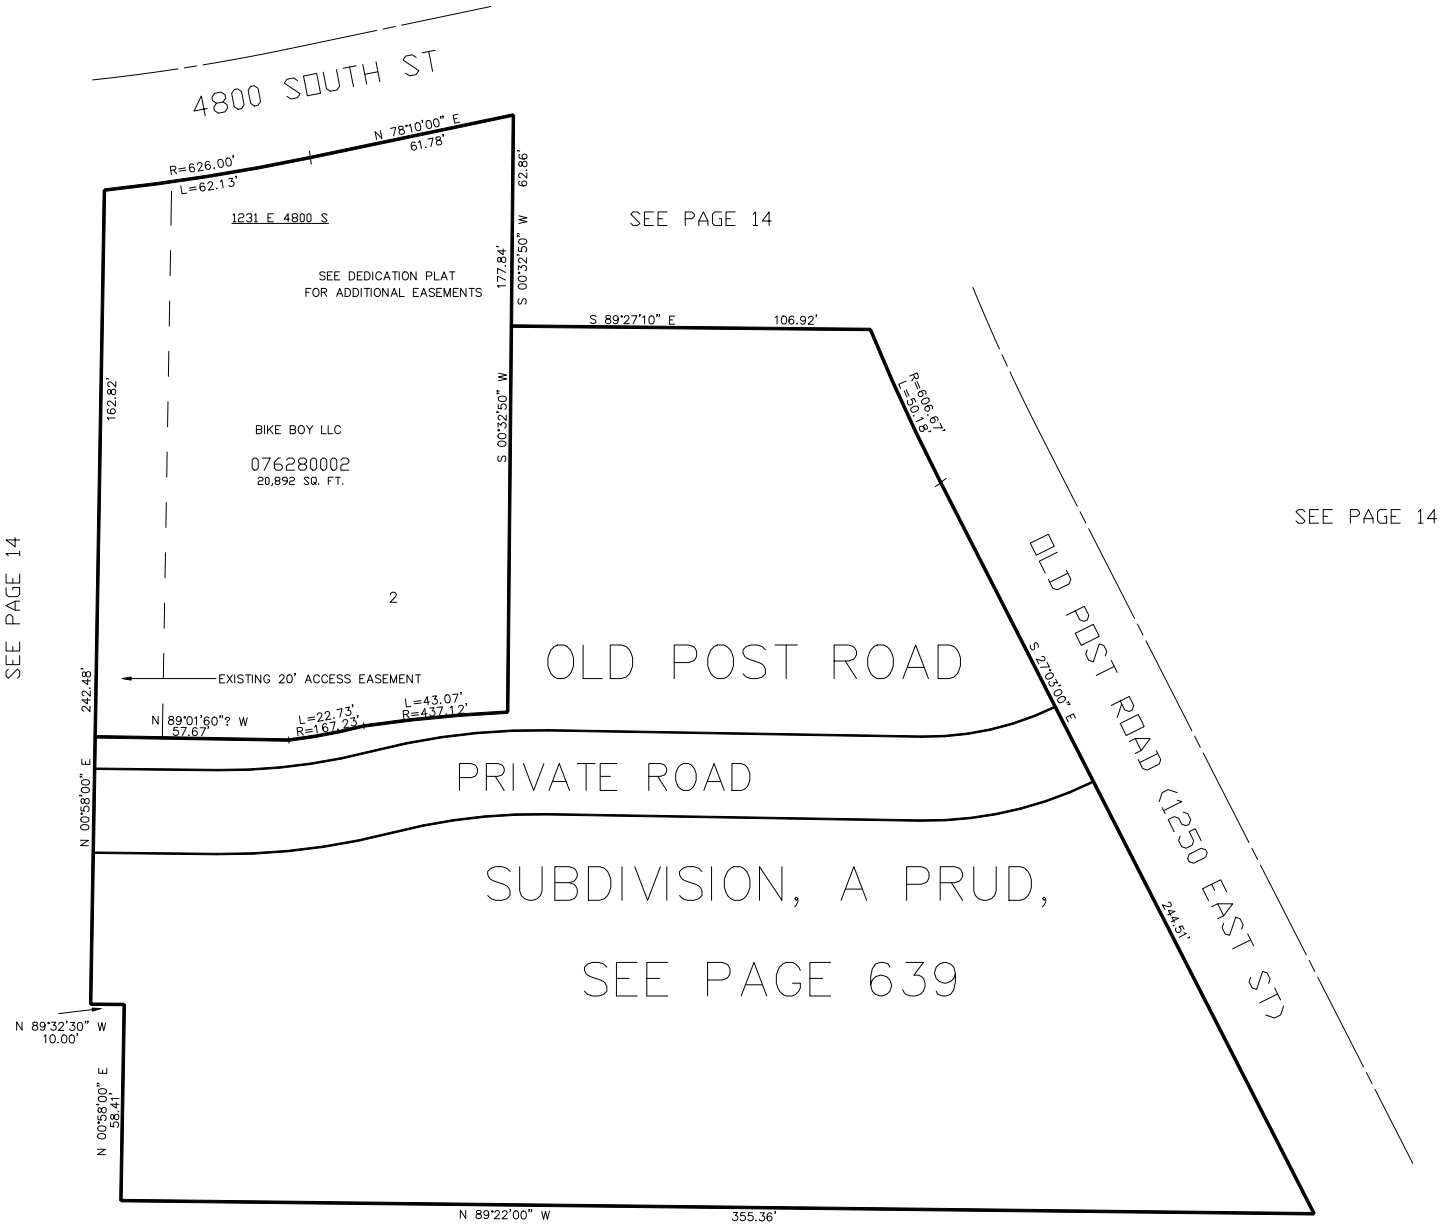 4800 SOUTH ST
N 78°10'00" E
61.78'
R=626.00'
L=62.13'
1231 E 4800 S
62.86'
S 00°32'50" W
177.84'
SEE PAGE 14
SEE DEDICATION PLAT
FOR ADDITIONAL EASEMENTS
S 89°27'10" E 106.92'
R=606.67'
L=50.18'
162.82'
S 00°32'50" W
BIKE BOY LLC
076280002
20,892 SQ. FT.
SEE PAGE 14
SEE PAGE 14
2
OLD POST ROAD (1250 EAST ST)
S 27°03'00" E
244.51'
OLD POST ROAD
242.48'
EXISTING 20' ACCESS EASEMENT
N 89°01'60"? W
57.67'
L=22.73'
R=167.23'
L=43.07'
R=437.12'
PRIVATE ROAD
N 00°58'00" E
SUBDIVISION, A PRUD,
SEE PAGE 639
N 89°32'30" W
10.00'
N 00°58'00" E
58.41'
N 89°22'00" W 355.36'